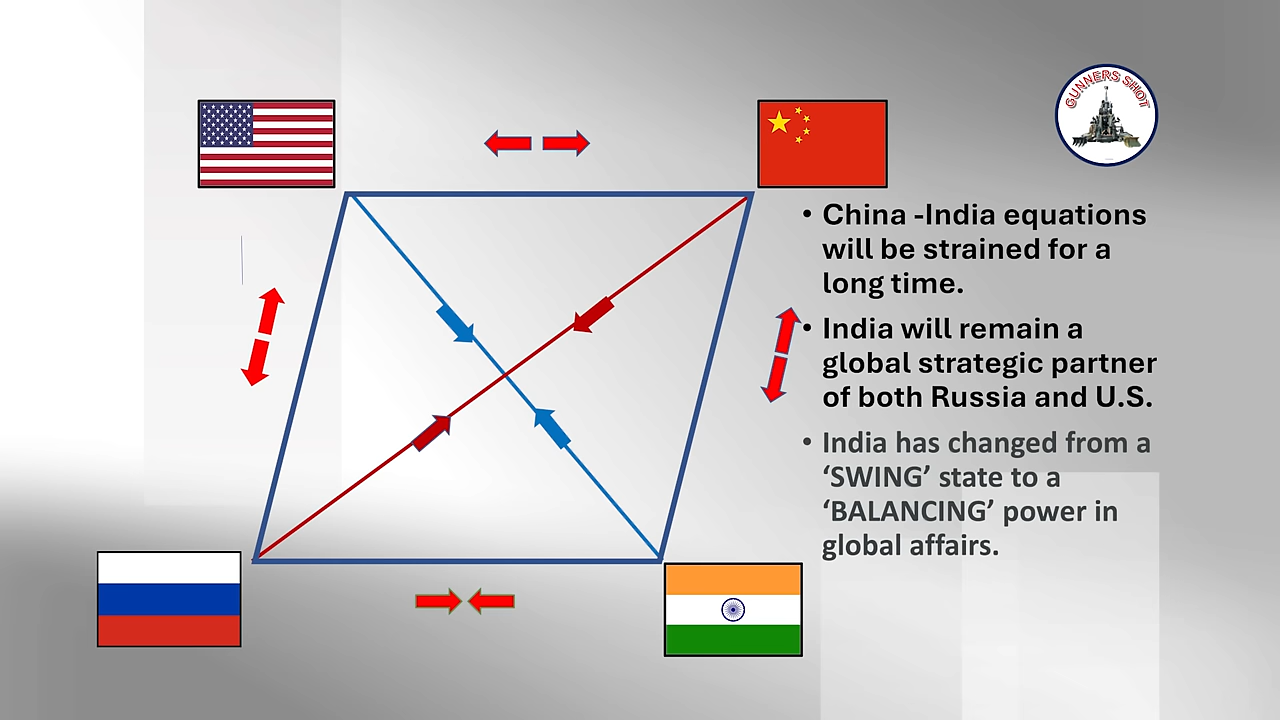 GUNNERS SHOT
• China -India equations
will be strained for a
long time.
• India will remain a
global strategic partner
of both Russia and U.S.
• India has changed from a
‘SWING’ state to a
‘BALANCING’ power in
global affairs.